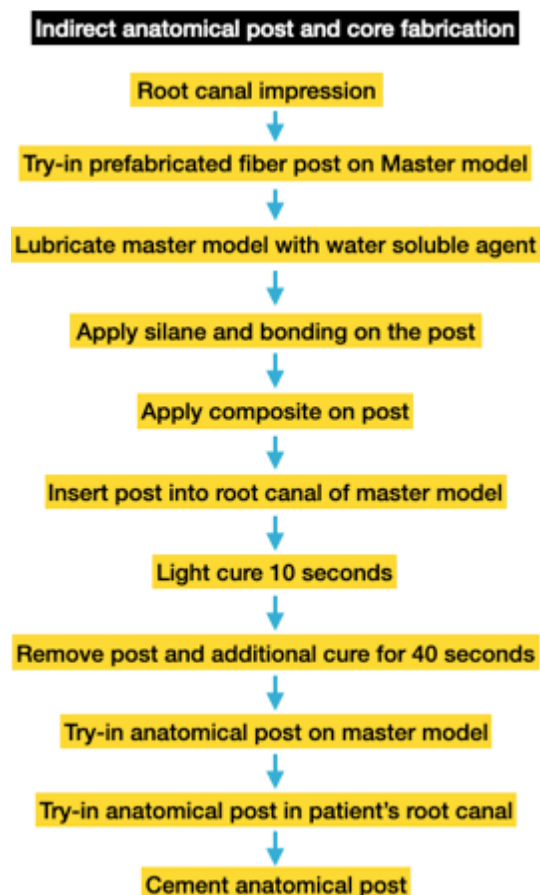 Indirect anatomical post and core fabrication
Root canal impression
Try-in prefabricated fiber post on Master model
Lubricate master model with water soluble agent
Apply silane and bonding on the post
Apply composite on post
Insert post into root canal of master model
Light cure 10 seconds
Remove post and additional cure for 40 seconds
Try-in anatomical post on master model
Try-in anatomical post in patient's root canal
Cement anatomical post